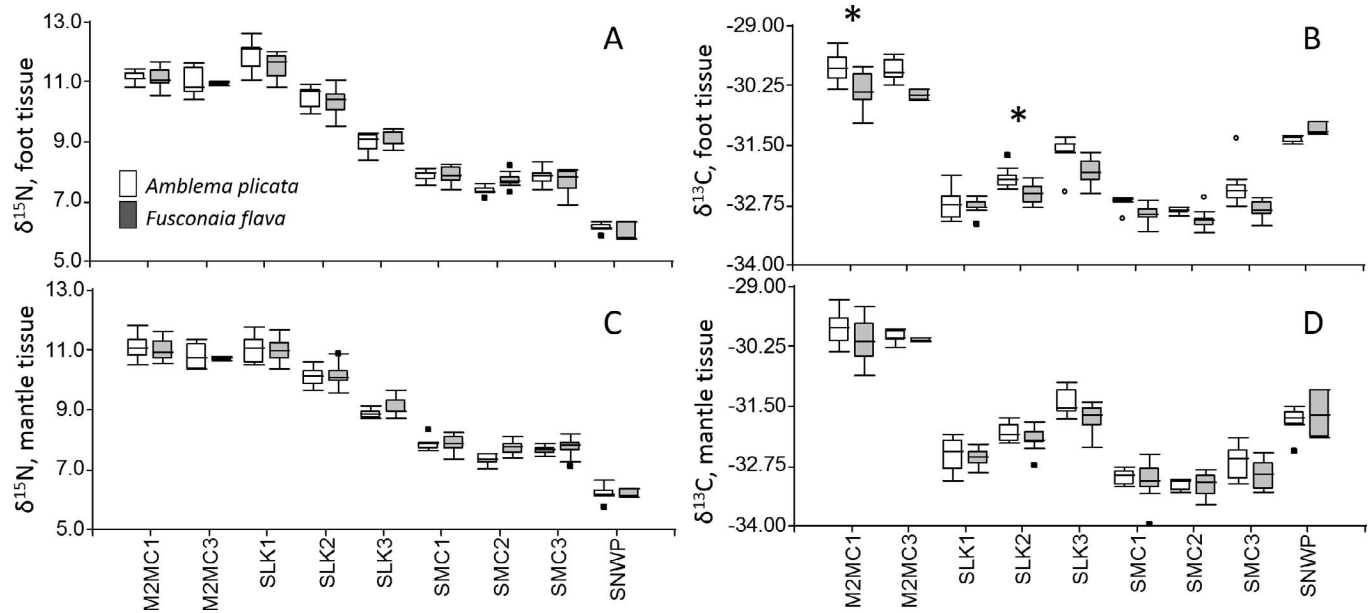 13.0
11.0
9.0
7.0
5.0
δ¹⁵N, foot tissue
A
Amblema plicata
Fusconaia flava
-29.00
-30.25
-31.50
-32.75
-34.00
δ¹³C, foot tissue
*
*
B
13.0
11.0
9.0
7.0
5.0
δ¹⁵N, mantle tissue
C
M2MC1
M2MC3
SLK1
SLK2
SLK3
SMC1
SMC2
SMC3
SNWP
-29.00
-30.25
-31.50
-32.75
-34.00
δ¹³C, mantle tissue
D
M2MC1
M2MC3
SLK1
SLK2
SLK3
SMC1
SMC2
SMC3
SNWP